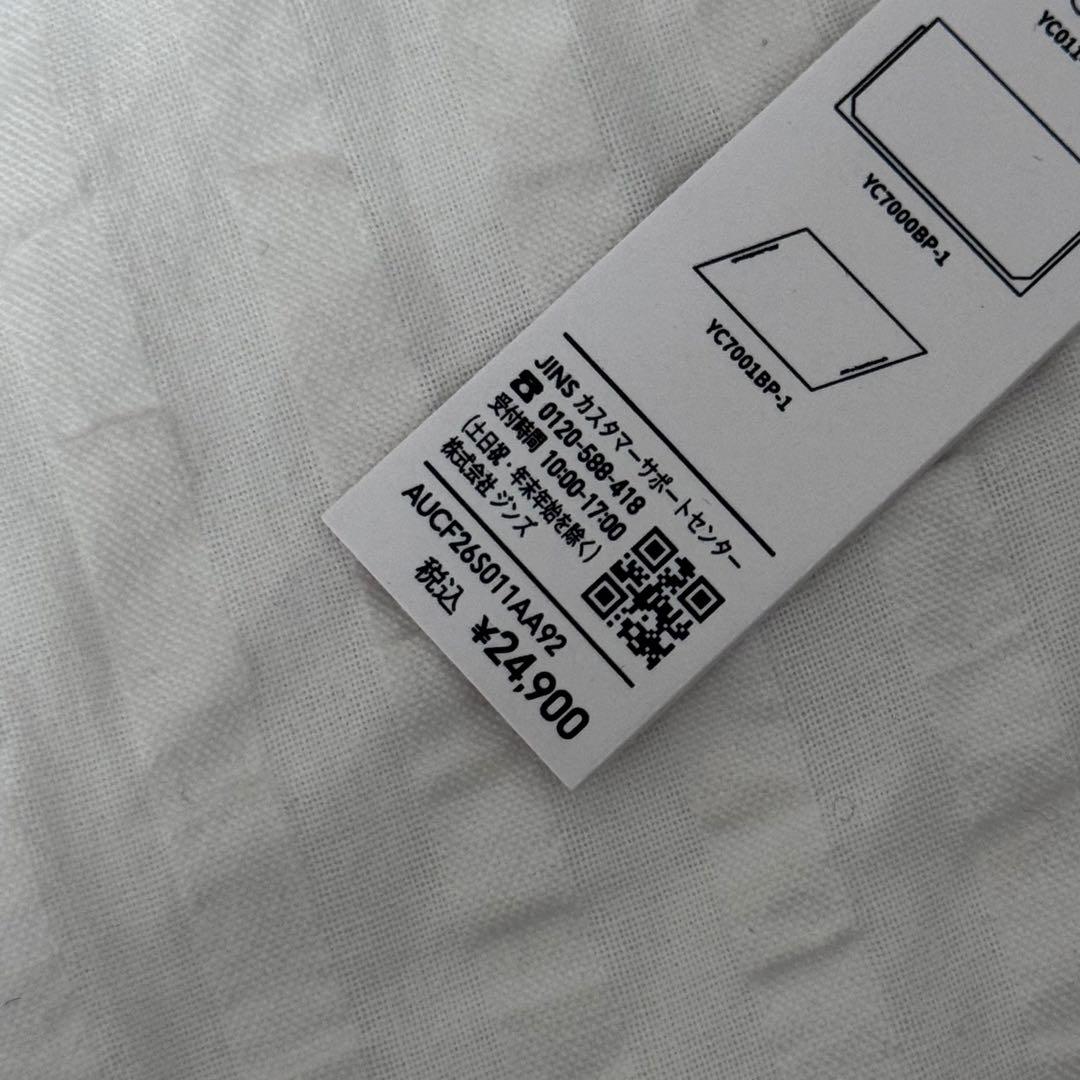 YC011
YC7000BP-1
YC7001BP-1
JINS カスタマーサポートセンター
☎ 0120-588-418
受付時間 10:00-17:00
(土日祝・年末年始を除く)
株式会社 ジンズ
AUCF26S011AA92
税込 ¥24,900